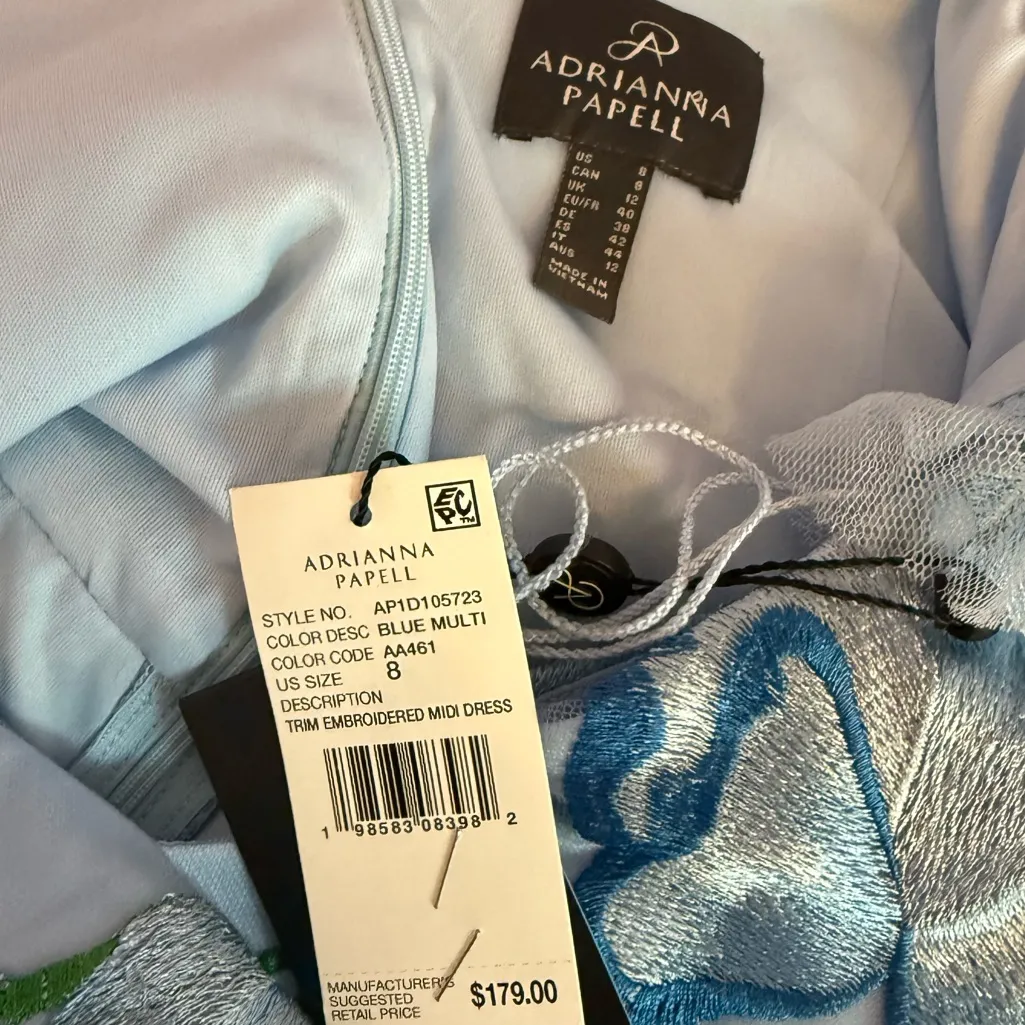 ADRIANNA
PAPELL
US 8
CAN 8
UK 12
EU/FR 40
DE 38
ES 42
IT 44
AUS 12
MADE IN
VIETNAM
EPC™
ADRIANNA
PAPELL
STYLE NO. AP1D105723
COLOR DESC BLUE MULTI
COLOR CODE AA461
US SIZE 8
DESCRIPTION
TRIM EMBROIDERED MIDI DRESS
1 98583 08398 2
MANUFACTURER'S
SUGGESTED
RETAIL PRICE $179.00